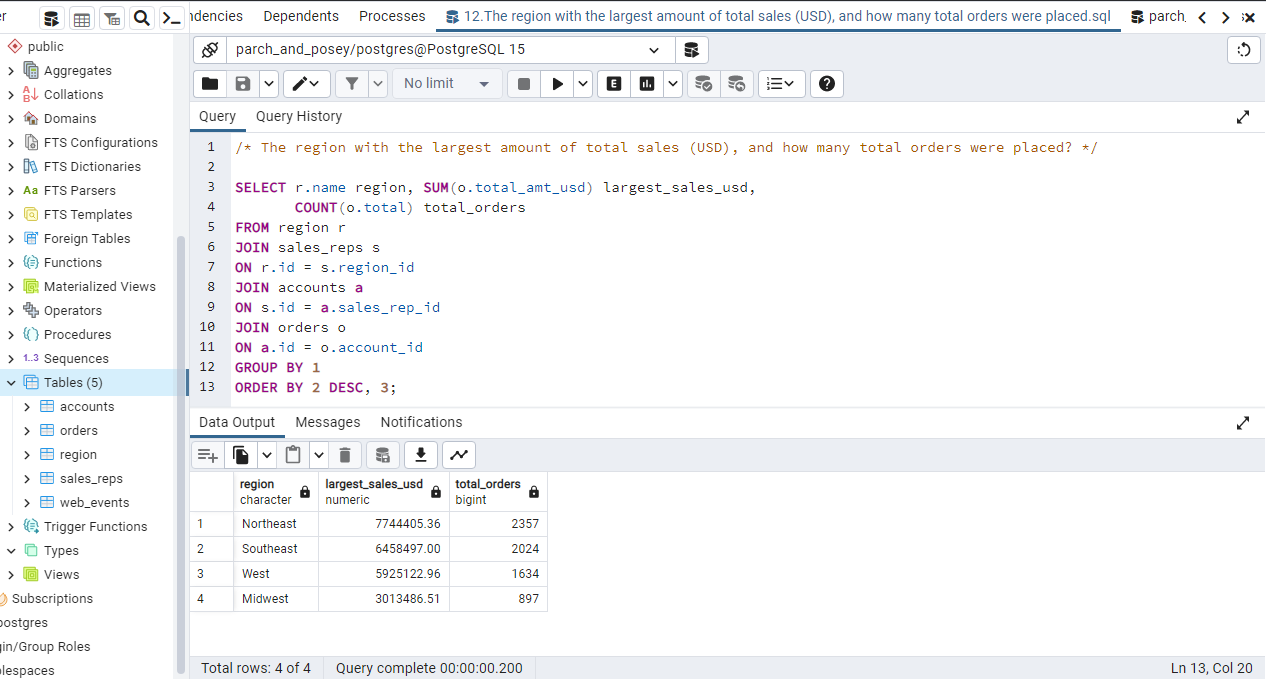 ndencies Dependents Processes 12.The region with the largest amount of total sales (USD), and how many total orders were placed.sql parch.
public
Aggregates
Collations
Domains
FTS Configurations
FTS Dictionaries
Aa FTS Parsers
FTS Templates
Foreign Tables
Functions
Materialized Views
Operators
Procedures
1..3 Sequences
Tables (5)
accounts
orders
region
sales_reps
web_events
Trigger Functions
Types
Views
Subscriptions
postgres
gin/Group Roles
blespaces
parch_and_posey/postgres@PostgreSQL 15
No limit E
Query Query History
1 /* The region with the largest amount of total sales (USD), and how many total orders were placed? */
2
3 SELECT r.name region, SUM(o.total_amt_usd) largest_sales_usd,
4 COUNT(o.total) total_orders
5 FROM region r
6 JOIN sales_reps s
7 ON r.id = s.region_id
8 JOIN accounts a
9 ON s.id = a.sales_rep_id
10 JOIN orders o
11 ON a.id = o.account_id
12 GROUP BY 1
13 ORDER BY 2 DESC, 3;
Data Output Messages Notifications
region largest_sales_usd total_orders
character numeric bigint
1 Northeast 7744405.36 2357
2 Southeast 6458497.00 2024
3 West 5925122.96 1634
4 Midwest 3013486.51 897
Total rows: 4 of 4 Query complete 00:00:00.200 Ln 13, Col 20